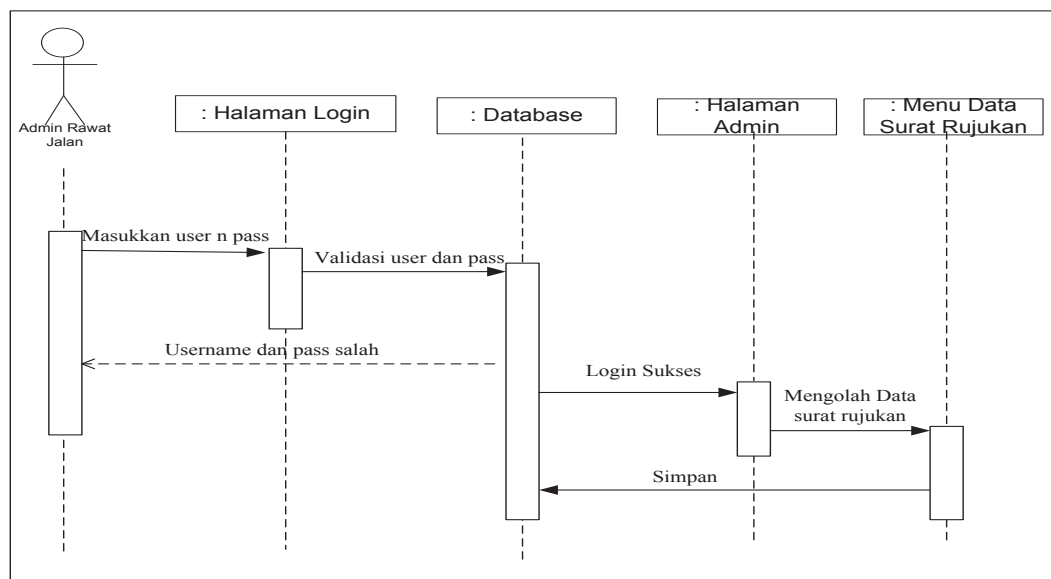 Admin Rawat
Jalan
: Halaman Login
: Database
: Halaman
Admin
: Menu Data
Surat Rujukan
Masukkan user n pass
Validasi user dan pass
Username dan pass salah
Login Sukses
Mengolah Data
surat rujukan
Simpan